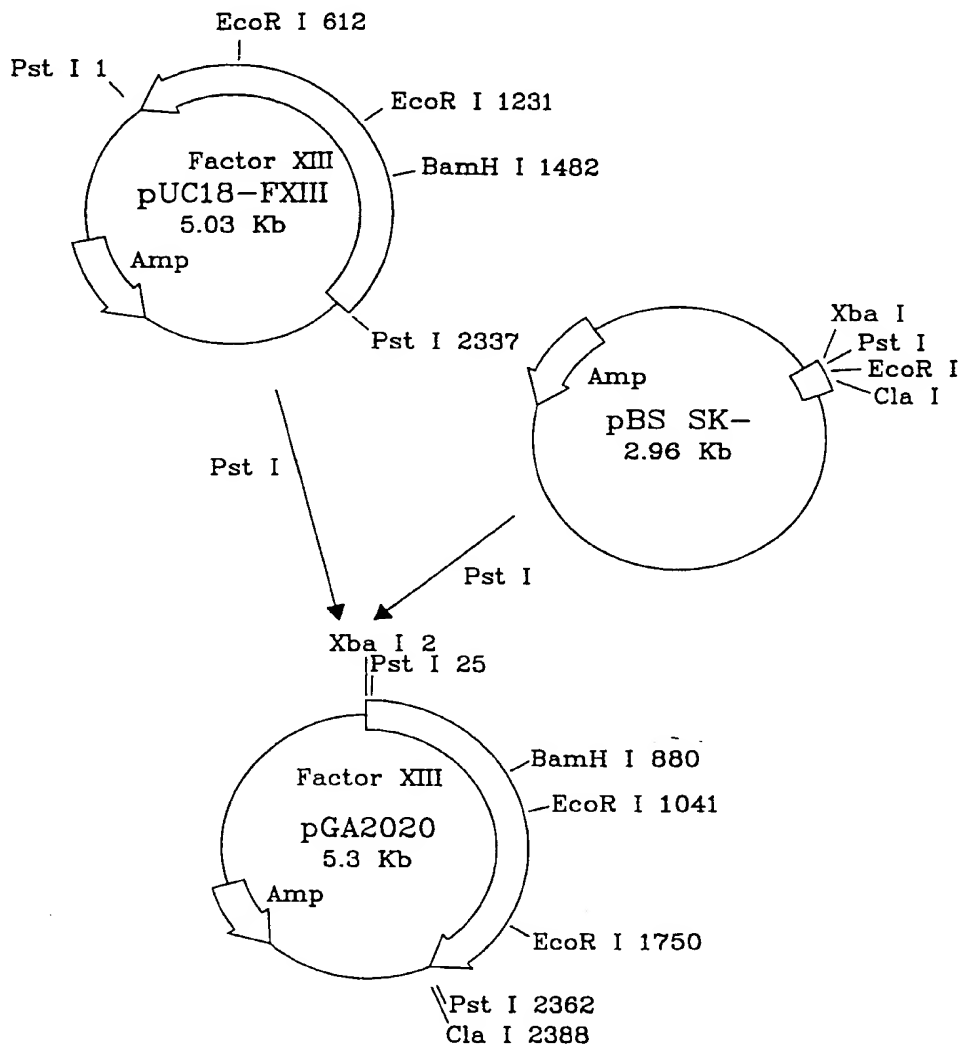 EcoR I 612
Pst I 1
EcoR I 1231
Factor XIII
BamH I 1482
pUC18-FXIII
5.03 Kb
Amp
Pst I 2337
Xba I
Pst I
EcoR I
Cla I
Amp
pBS SK-
2.96 Kb
Pst I
Pst I
Xba I 2
Pst I 25
BamH I 880
Factor XIII
EcoR I 1041
pGA2020
5.3 Kb
Amp
EcoR I 1750
Pst I 2362
Cla I 2388